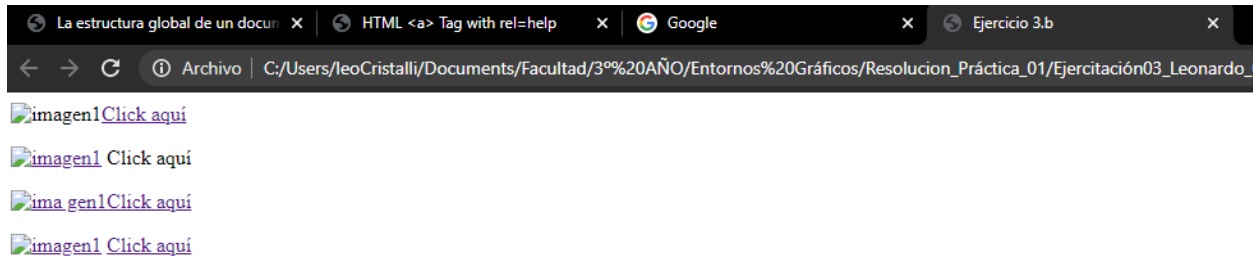 La estructura global de un docun
HTML <a> Tag with rel=help
Google
Ejercicio 3.b
Archivo C:/Users/leoCristalli/Documents/Facultad/3º%20AÑO/Entornos%20Gráficos/Resolucion_Práctica_01/Ejercitación03_Leonardo_
imagen1Click aquí
imagen1 Click aquí
ima gen1Click aquí
imagen1 Click aquí